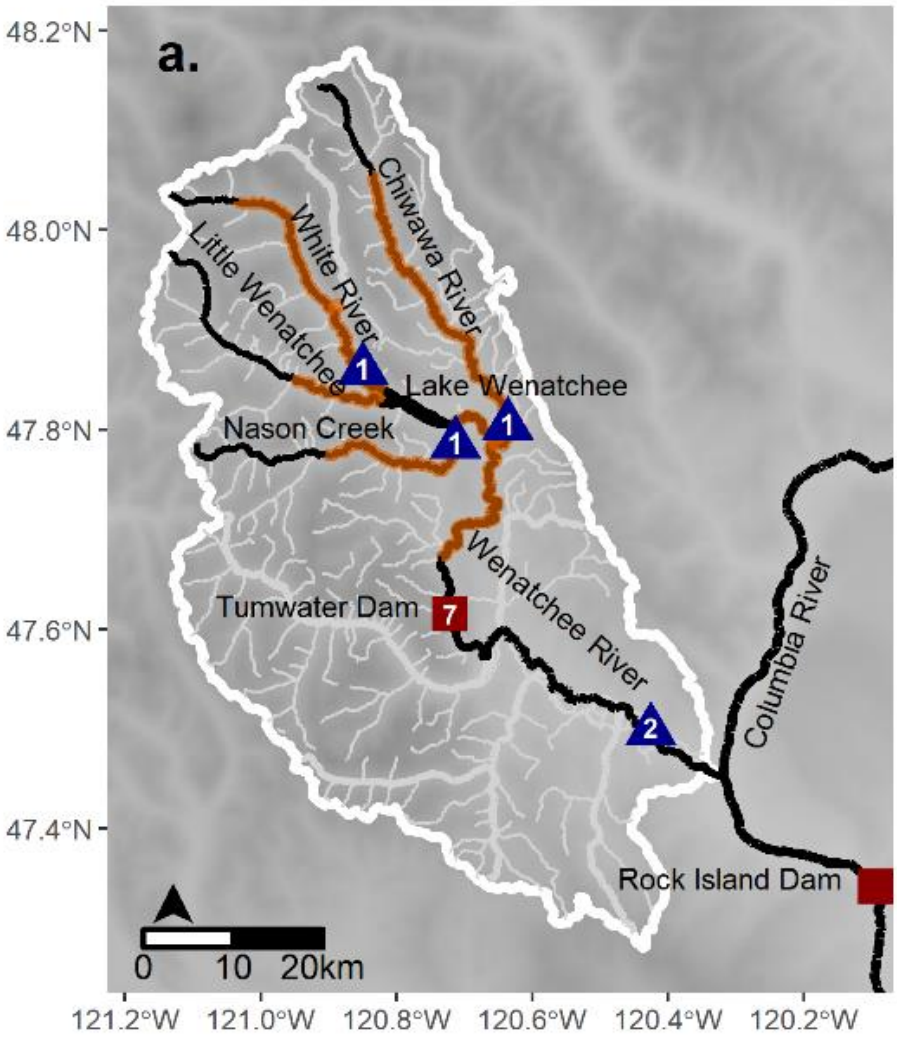 48.2°N
a.
Chiwawa River
48.0°N
White River
Little Wenatchee
1
Lake Wenatchee
1
47.8°N
Nason Creek
1
Wenatchee River
47.6°N
Tumwater Dam
7
Columbia River
2
47.4°N
Rock Island Dam
0 10 20km
121.2°W 121.0°W 120.8°W 120.6°W 120.4°W 120.2°W